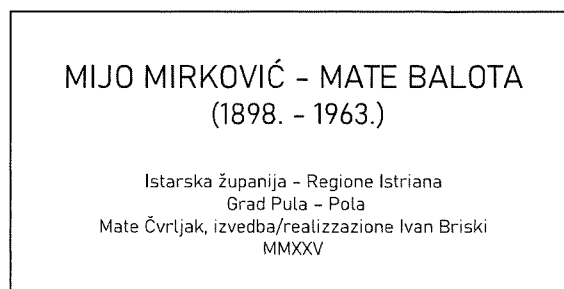 MIJO MIRKOVIĆ - MATE BALOTA
(1898. - 1963.)
Istarska županija - Regione Istriana
Grad Pula - Pola
Mate Čvrljak, izvedba/realizzazione Ivan Briski
MMXXV